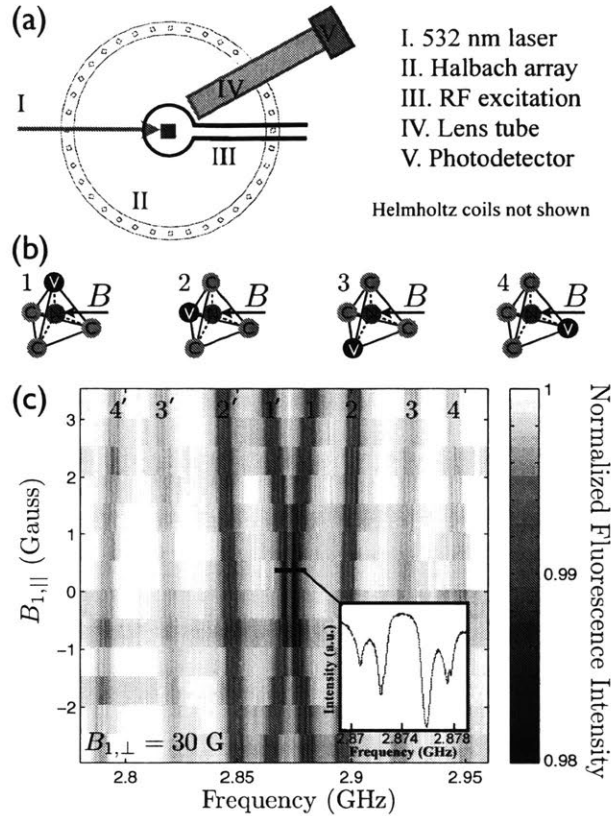 (a)
I
II
III
IV
V
I. 532 nm laser
II. Halbach array
III. RF excitation
IV. Lens tube
V. Photodetector
Helmholtz coils not shown
(b)
1 V C C C B
2 C V C C B
3 C C C V B
4 C C C V B
(c)
4′ 3′ 2′ 1′ 1 2 3 4
3
2
1
0
-1
-2
B₁,|| (Gauss)
B₁,⊥ = 30 G
2.8 2.85 2.9 2.95
Frequency (GHz)
Intensity (a.u.)
2.87 2.874 2.878
Frequency (GHz)
1
0.99
0.98
Normalized Fluorescence Intensity